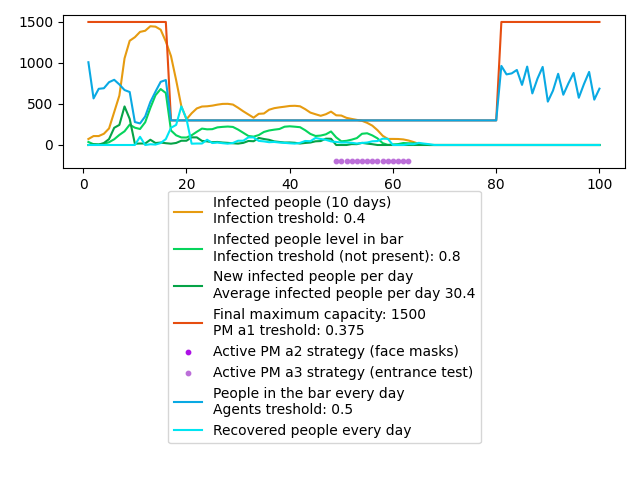 1500
1000
500
0
0
20
40
60
80
100
Infected people (10 days)
Infection treshold: 0.4
Infected people level in bar
Infection treshold (not present): 0.8
New infected people per day
Average infected people per day 30.4
Final maximum capacity: 1500
PM a1 treshold: 0.375
Active PM a2 strategy (face masks)
Active PM a3 strategy (entrance test)
People in the bar every day
Agents treshold: 0.5
Recovered people every day